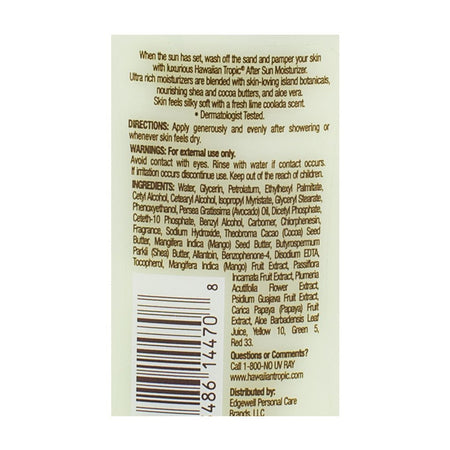 When the sun has set, wash off the sand and pamper your skin
with luxurious Hawaiian Tropic® After Sun Moisturizer.
Ultra rich moisturizers are blended with skin-loving island botanicals,
nourishing shea and cocoa butters, and aloe vera.
Skin feels silky soft with a fresh lime coolada scent.
• Dermatologist Tested.
DIRECTIONS: Apply generously and evenly after showering or
whenever skin feels dry.
WARNINGS: For external use only.
Avoid contact with eyes. Rinse with water if contact occurs.
If irritation occurs discontinue use. Keep out of the reach of children.
INGREDIENTS: Water, Glycerin, Petrolatum, Ethylhexyl Palmitate,
Cetyl Alcohol, Cetearyl Alcohol, Isopropyl Myristate, Glyceryl Stearate,
Phenoxyethanol, Persea Gratissima (Avocado) Oil, Dicetyl Phosphate,
Ceteth-10 Phosphate, Benzyl Alcohol, Carbomer, Chlorphenesin,
Fragrance, Sodium Hydroxide, Theobroma Cacao (Cocoa) Seed
Butter, Mangifera Indica (Mango) Seed Butter, Butyrospermum
Parkii (Shea) Butter, Allantoin, Benzophenone-4, Disodium EDTA,
Tocopherol, Mangifera Indica (Mango) Fruit Extract, Passiflora
Incarnata Fruit Extract, Plumeria
Acutifolia Flower Extract,
Psidium Guajava Fruit Extract,
Carica Papaya (Papaya) Fruit
Extract, Aloe Barbadensis Leaf
Juice, Yellow 10, Green 5,
Red 33.
Questions or Comments?
Call 1-800-NO UV RAY
www.hawaiiantropic.com
Distributed by:
Edgewell Personal Care
Brands, LLC
486 14470 8